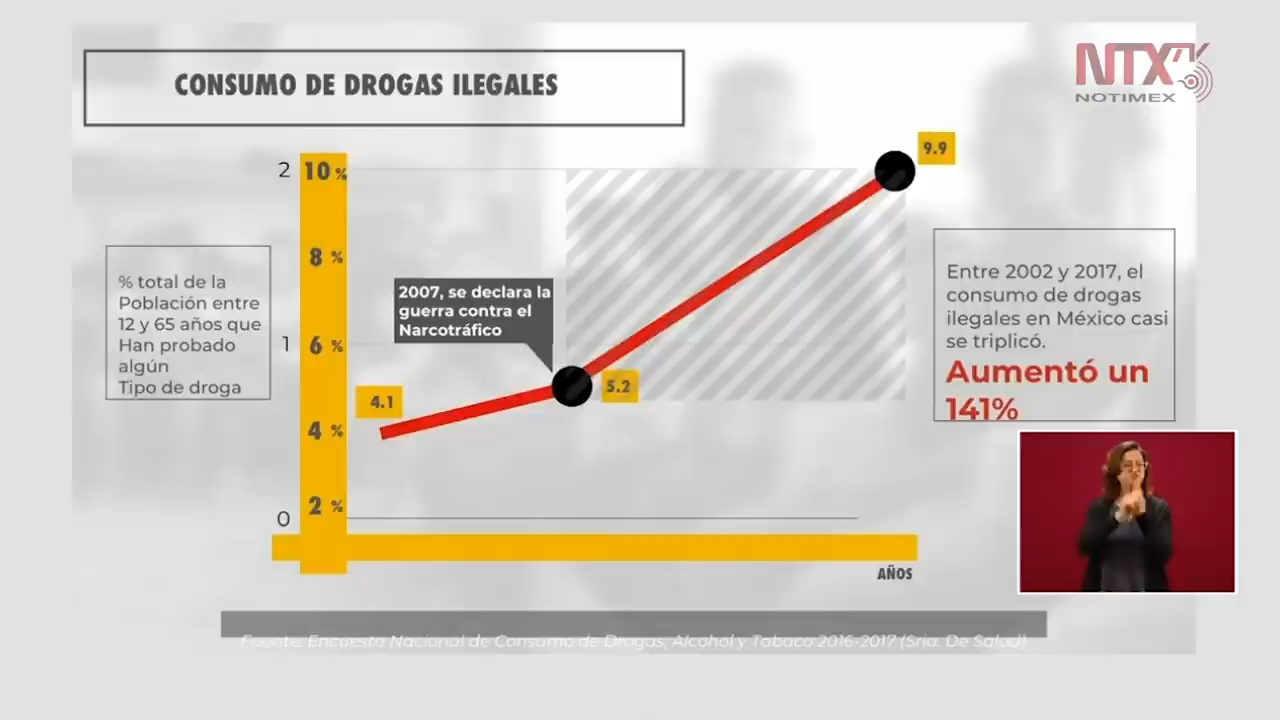 CONSUMO DE DROGAS ILEGALES
NTX
NOTIMEX
2
10 %
9.9
8 %
% total de la
Población entre
12 y 65 años que
Han probado
algún
Tipo de droga
1
6 %
2007, se declara la
guerra contra el
Narcotráfico
5.2
4.1
4 %
2 %
0
Entre 2002 y 2017, el
consumo de drogas
ilegales en México casi
se triplicó.
Aumentó un
141%
AÑOS
Fuente: Encuesta Nacional de Consumo de Drogas, Alcohol y Tabaco 2016-2017 (Sria. De Salud)